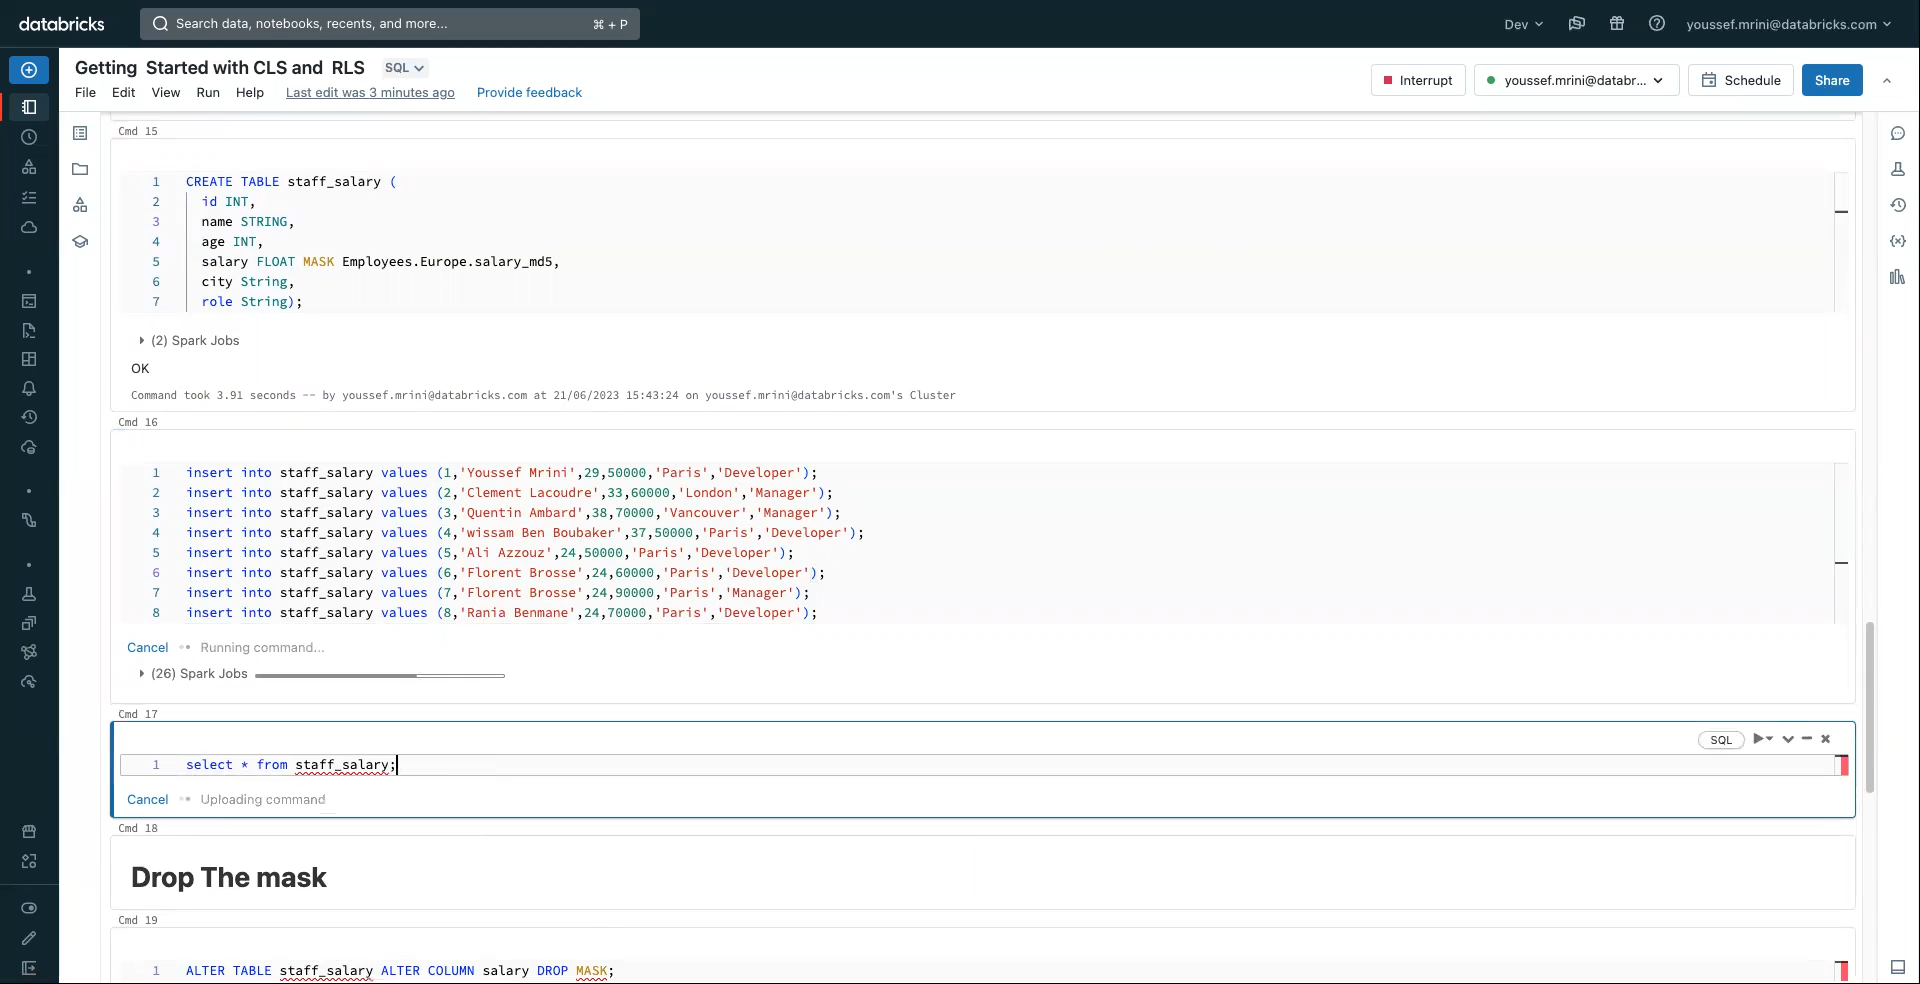 databricks
Search data, notebooks, recents, and more...
⌘ + P
Dev
youssef.mrini@databricks.com
Getting Started with CLS and RLS
SQL
File Edit View Run Help Last edit was 3 minutes ago Provide feedback
Interrupt
youssef.mrini@databr...
Schedule
Share
Cmd 15
1 CREATE TABLE staff_salary (
2 id INT,
3 name STRING,
4 age INT,
5 salary FLOAT MASK Employees.Europe.salary_md5,
6 city String,
7 role String);
(2) Spark Jobs
OK
Command took 3.91 seconds -- by youssef.mrini@databricks.com at 21/06/2023 15:43:24 on youssef.mrini@databricks.com's Cluster
Cmd 16
1 insert into staff_salary values (1,'Youssef Mrini',29,50000,'Paris','Developer');
2 insert into staff_salary values (2,'Clement Lacoudre',33,60000,'London','Manager');
3 insert into staff_salary values (3,'Quentin Ambard',38,70000,'Vancouver','Manager');
4 insert into staff_salary values (4,'wissam Ben Boubaker',37,50000,'Paris','Developer');
5 insert into staff_salary values (5,'Ali Azzouz',24,50000,'Paris','Developer');
6 insert into staff_salary values (6,'Florent Brosse',24,60000,'Paris','Developer');
7 insert into staff_salary values (7,'Florent Brosse',24,90000,'Paris','Manager');
8 insert into staff_salary values (8,'Rania Benmane',24,70000,'Paris','Developer');
Cancel Running command...
(26) Spark Jobs
Cmd 17
SQL
1 select * from staff_salary;
Cancel Uploading command
Cmd 18
Drop The mask
Cmd 19
1 ALTER TABLE staff_salary ALTER COLUMN salary DROP MASK;